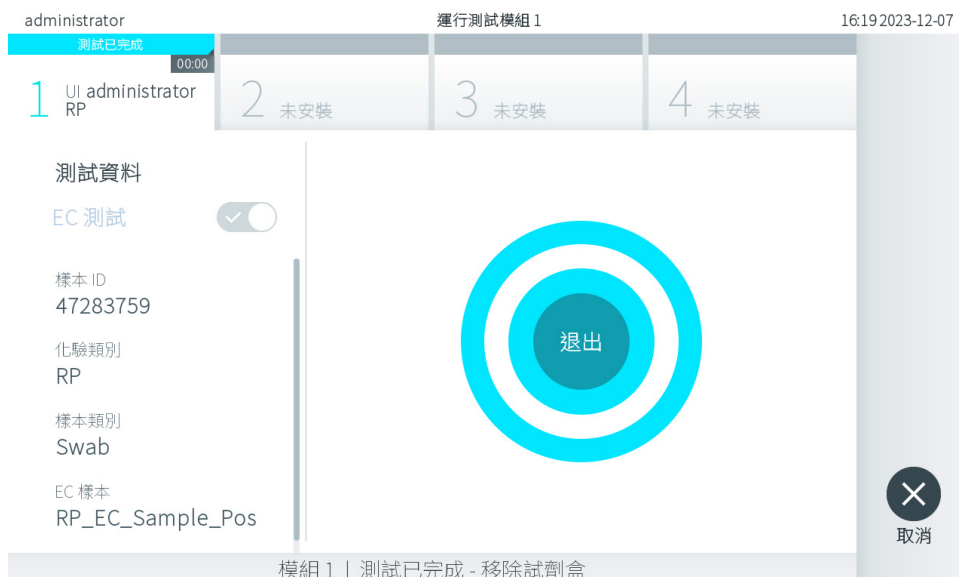 administrator
運行測試模組 1
16:19 2023-12-07
測試已完成
00:00
1
UI administrator
RP
2 未安裝
3 未安裝
4 未安裝
測試資料
EC 測試
樣本 ID
47283759
化驗類別
RP
樣本類別
Swab
EC 樣本
RP_EC_Sample_Pos
退出
取消
模組 1 | 測試已完成 - 移除試劑盒